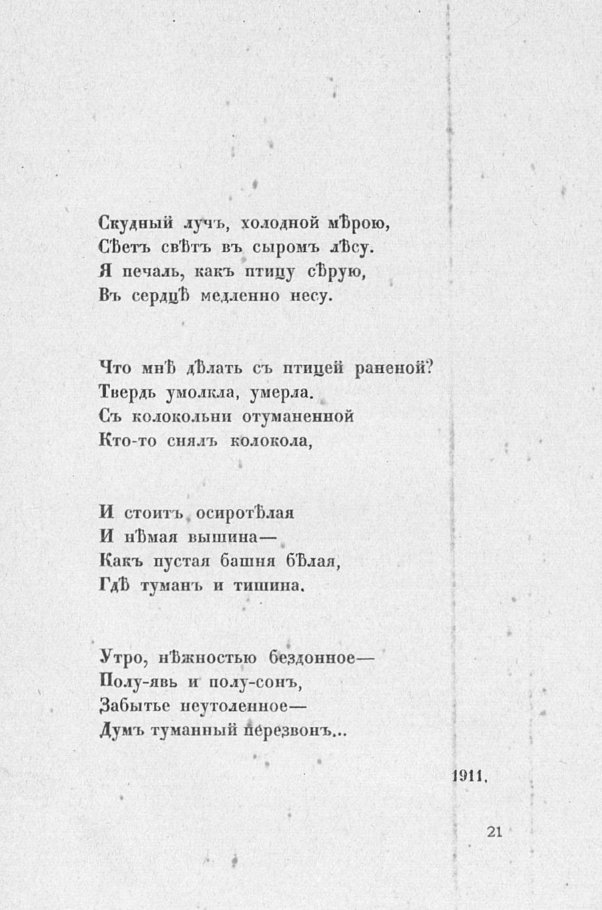 Скудный лучъ, холодной мѣрою,
Сѣетъ свѣтъ въ сыромъ лѣсу.
Я печаль, какъ птицу сѣрую,
Въ сердцѣ медленно несу.
Что мнѣ дѣлать съ птицей раненой?
Твердь умолкла, умерла.
Съ колокольни отуманенной
Кто-то снялъ колокола,
И стоитъ осиротѣлая
И нѣмая вышина—
Какъ пустая башня бѣлая,
Гдѣ туманъ и тишина.
Утро, нѣжностью бездонное—
Полу-явь и полу-сонъ,
Забытье неутоленное—
Думъ туманный перезвонъ...
1911.
21